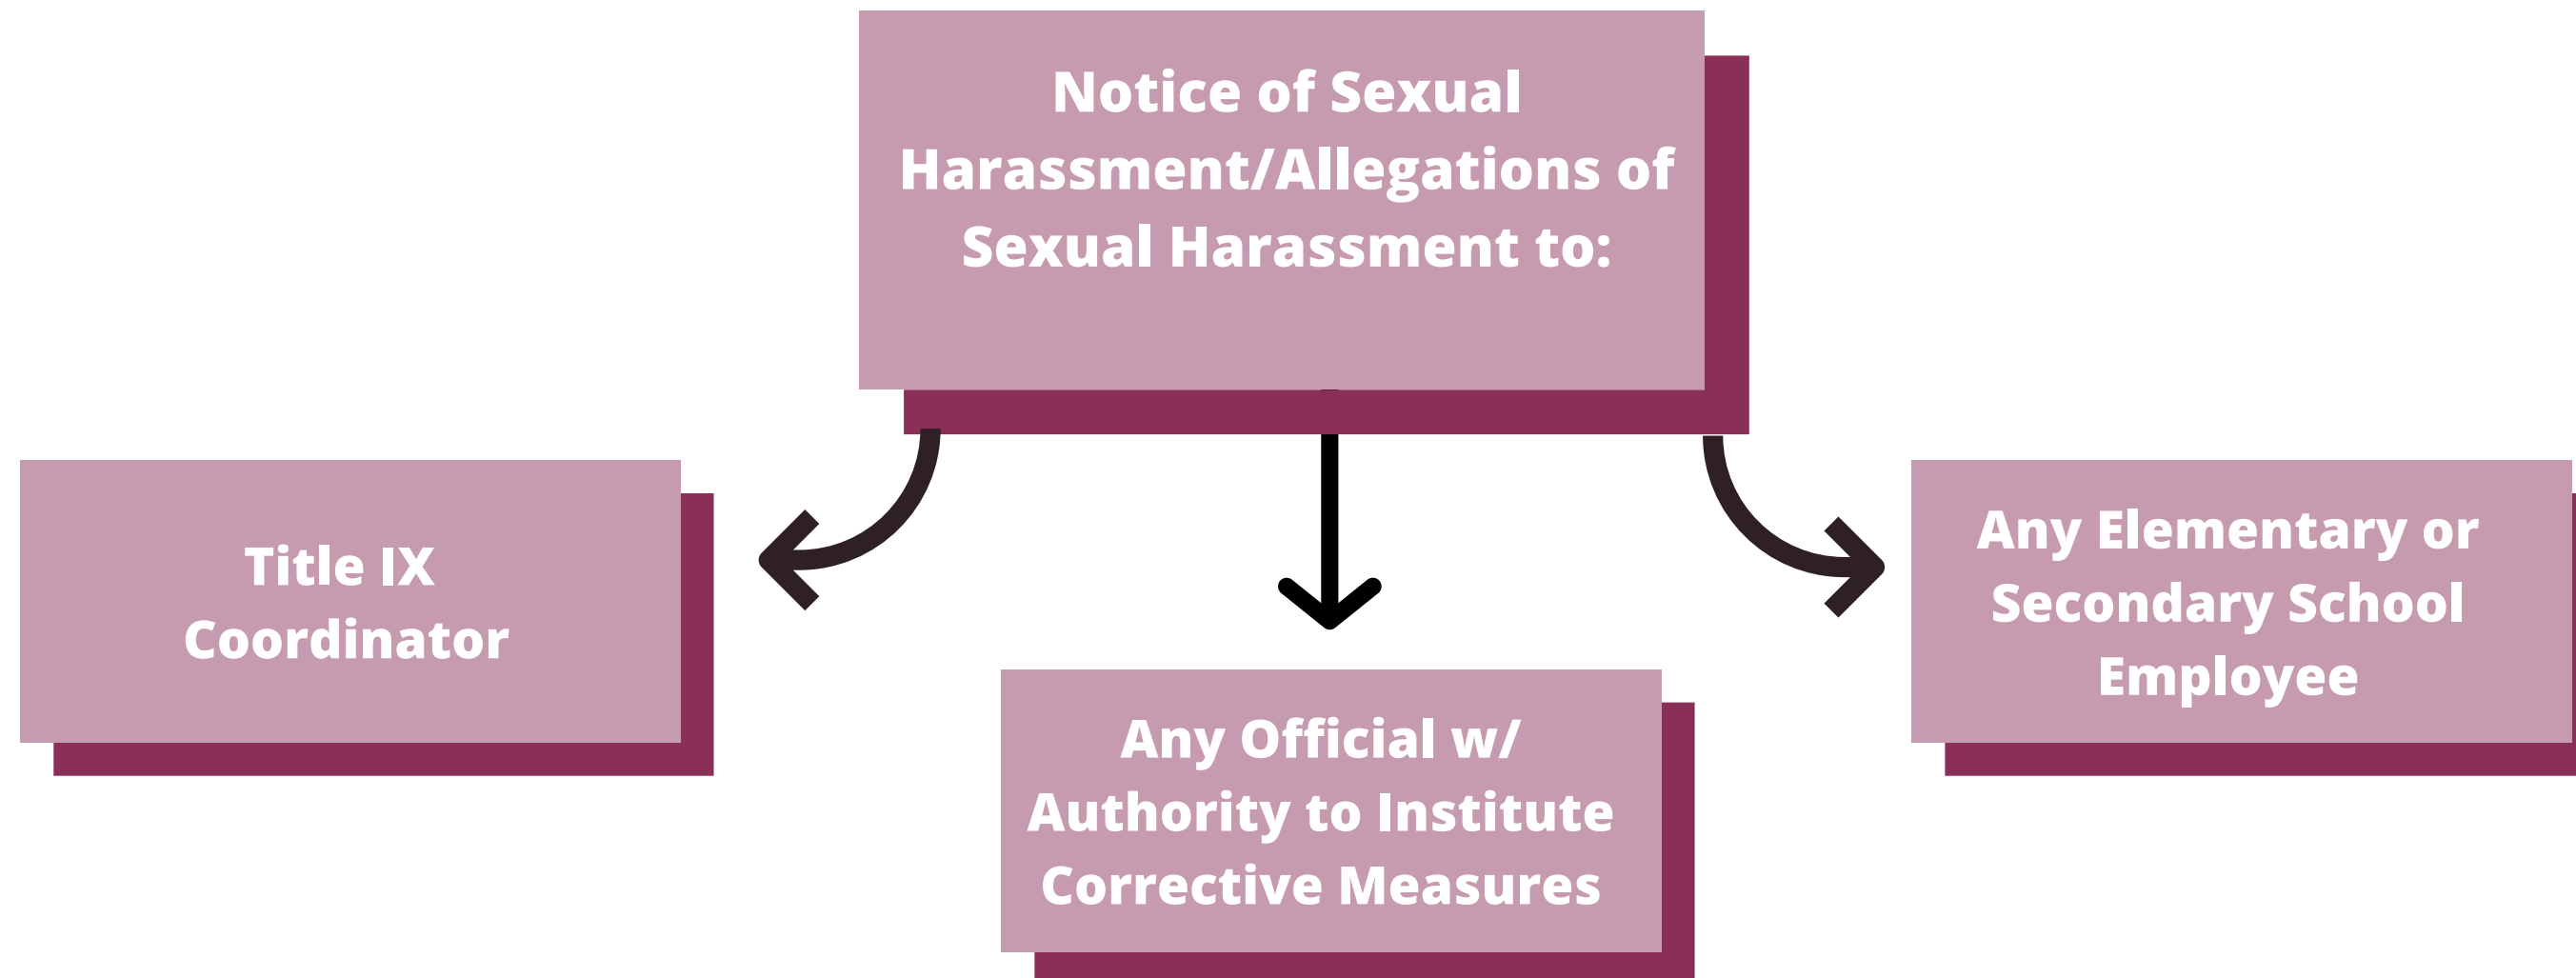 Notice of Sexual
Harassment/Allegations of
Sexual Harassment to:
Title IX
Coordinator
Any Official w/
Authority to Institute
Corrective Measures
Any Elementary or
Secondary School
Employee